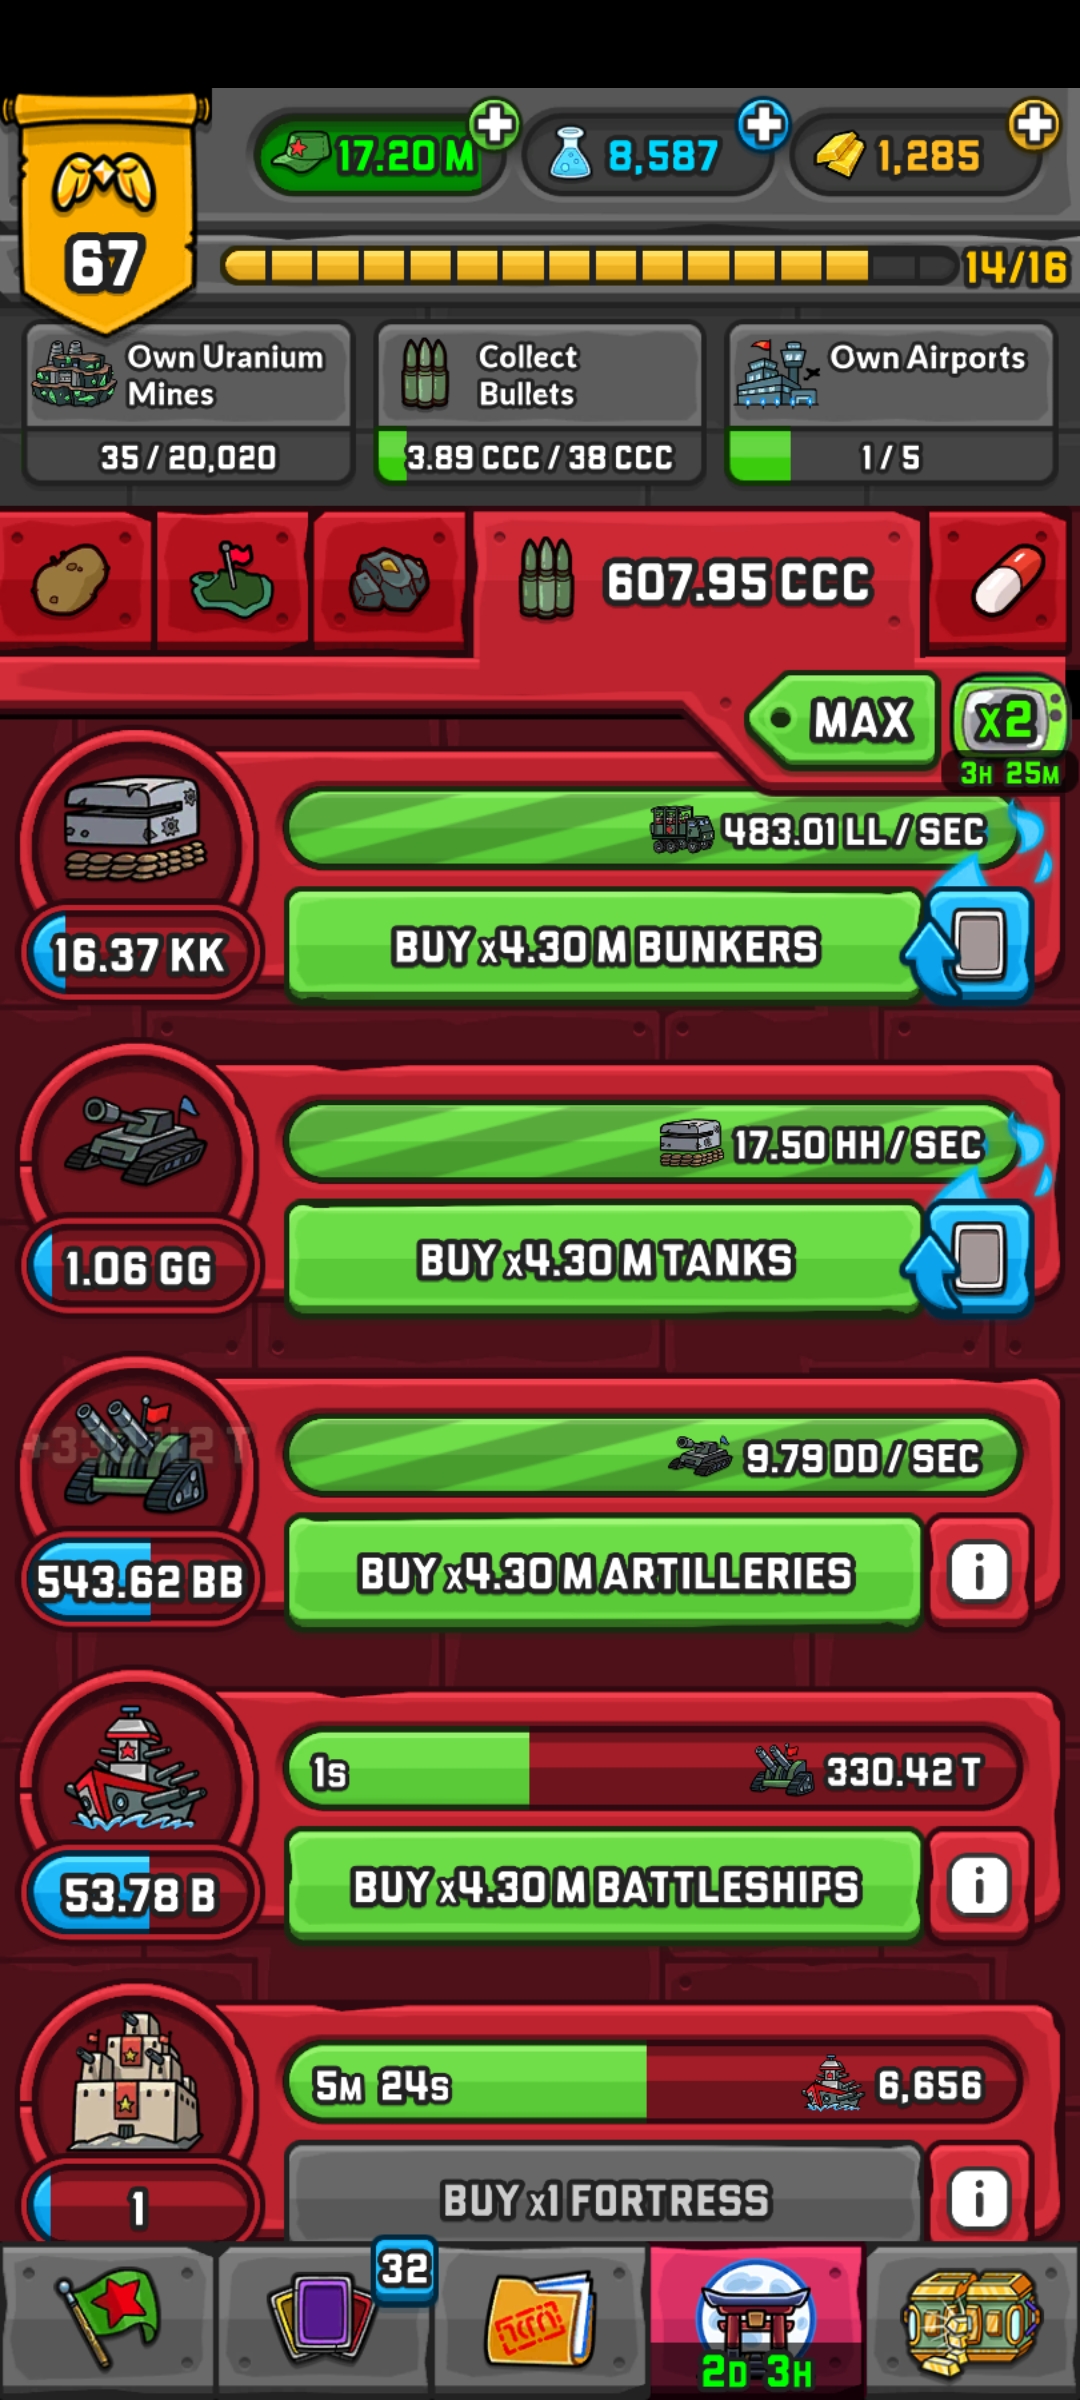 17.20 M
8,587
1,285
67
14/16
Own Uranium
Mines
35 / 20,020
Collect
Bullets
3.89 CCC / 38 CCC
Own Airports
1 / 5
607.95 CCC
MAX
x2
3H 25M
483.01 LL / SEC
16.37 KK
BUY x4.30 M BUNKERS
17.50 HH / SEC
1.06 GG
BUY x4.30 M TANKS
9.79 DD / SEC
543.62 BB
BUY x4.30 M ARTILLERIES
i
1S
330.42 T
53.78 B
BUY x4.30 M BATTLESHIPS
i
5M 24S
6,656
1
BUY x1 FORTRESS
i
32
2D 3H